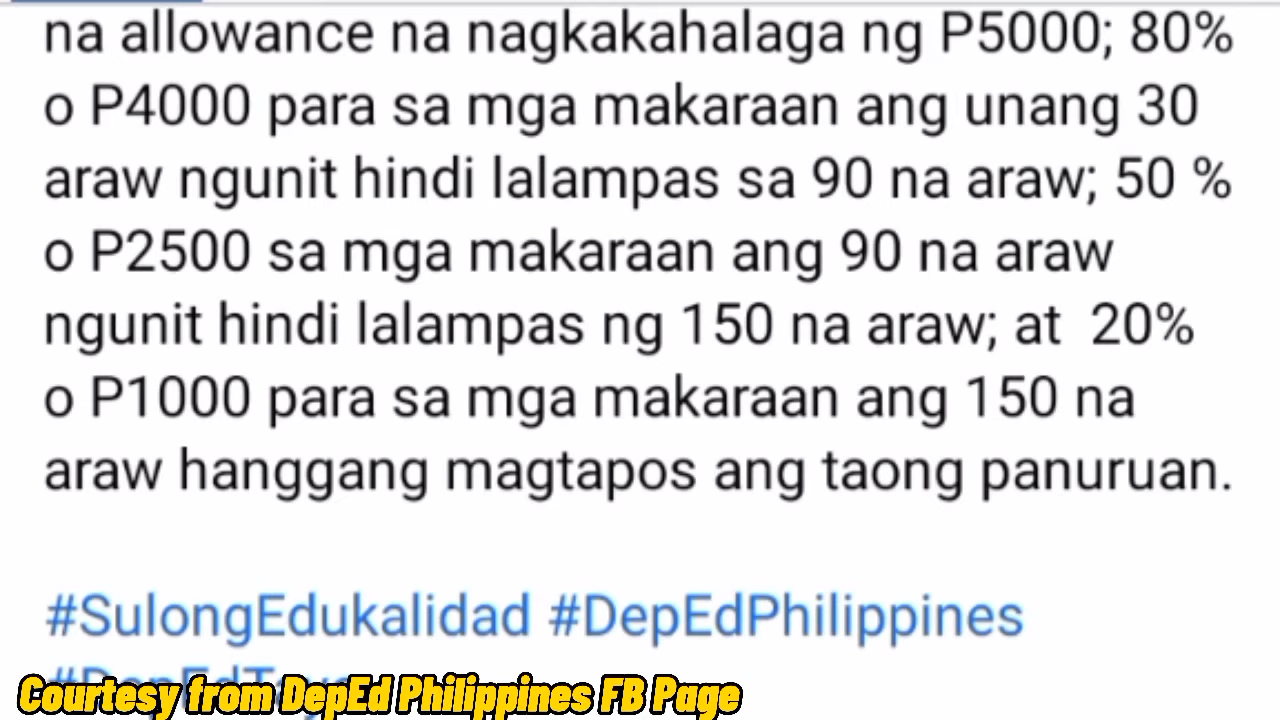 na allowance na nagkakahalaga ng P5000; 80%
o P4000 para sa mga makaraan ang unang 30
araw ngunit hindi lalampas sa 90 na araw; 50 %
o P2500 sa mga makaraan ang 90 na araw
ngunit hindi lalampas ng 150 na araw; at 20%
o P1000 para sa mga makaraan ang 150 na
araw hanggang magtapos ang taong panuruan.
#SulongEdukalidad #DepEdPhilippines
Courtesy from DepEd Philippines FB Page